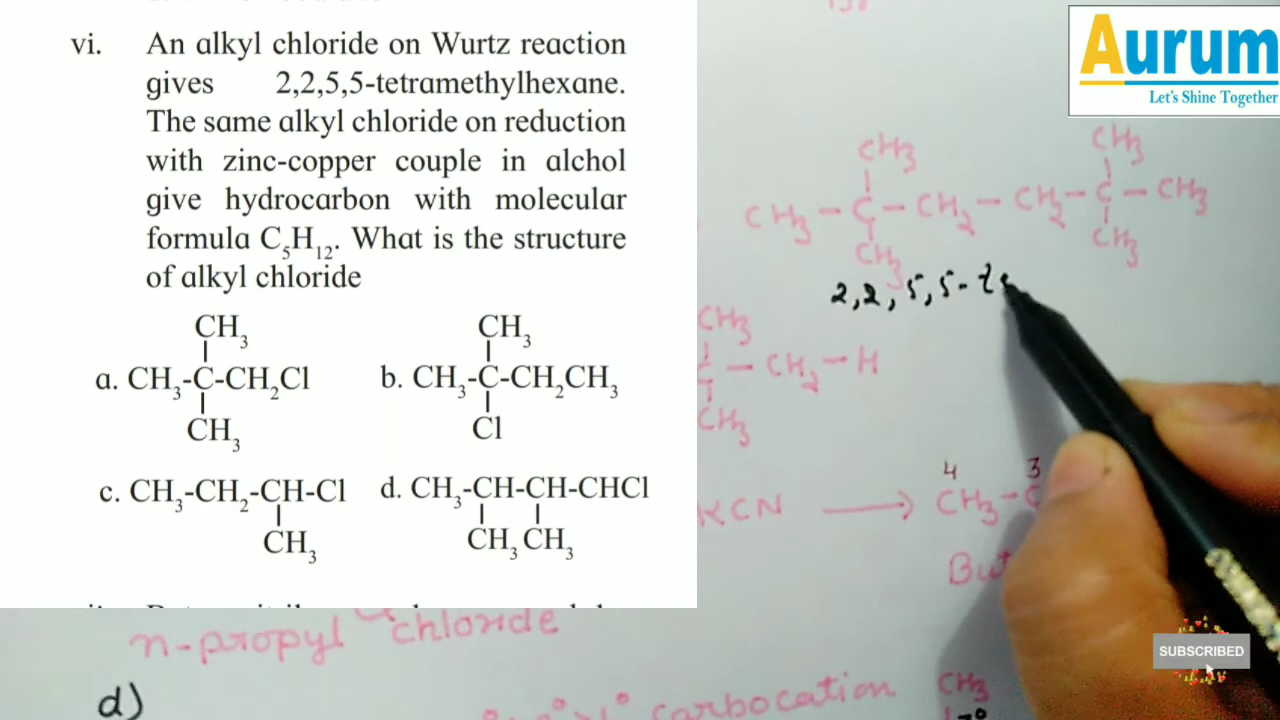 vi. An alkyl chloride on Wurtz reaction
gives 2,2,5,5-tetramethylhexane.
The same alkyl chloride on reduction
with zinc-copper couple in alchol
give hydrocarbon with molecular
formula C₅H₁₂. What is the structure
of alkyl chloride
CH₃
a. CH₃-C-CH₂Cl
CH₃
CH₃
b. CH₃-C-CH₂CH₃
Cl
c. CH₃-CH₂-CH-Cl
CH₃
d. CH₃-CH-CH-CHCl
CH₃ CH₃
Aurum
Let's Shine Together
CH₃ CH₃
CH₃-C-CH₂-CH₂-C-CH₃
CH₃ CH₃
2,2,5,5-
CH₃
-CH₂-H
CH₃
4 3
KCN → CH₃-C
n-propyl chloride
d)
carbocation
CH₃
SUBSCRIBED